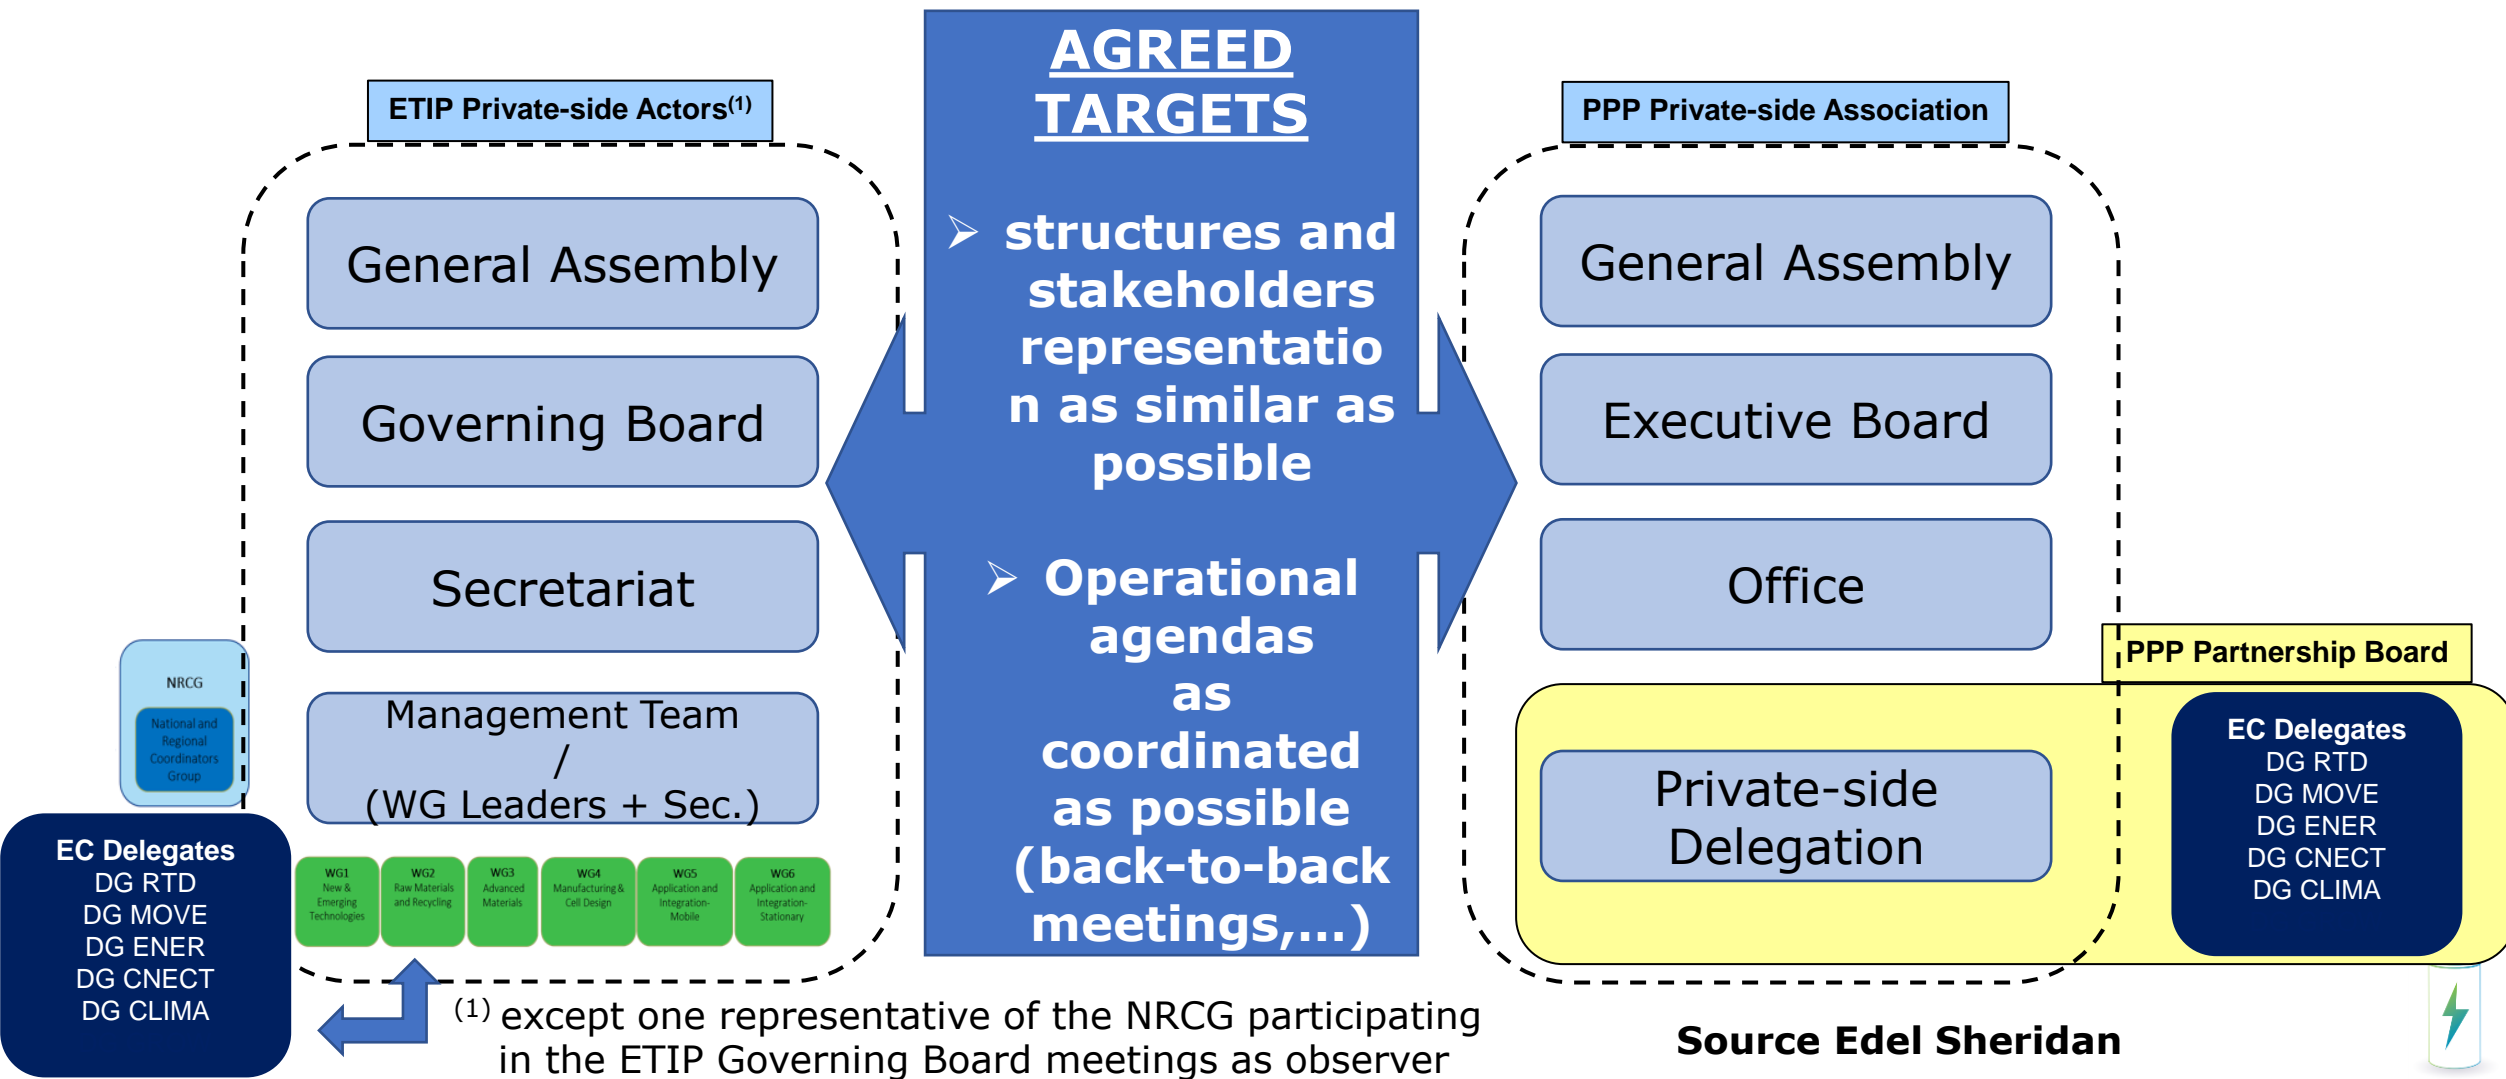 ETIP Private-side Actors(1)
General Assembly
Governing Board
Secretariat
Management Team
/
(WG Leaders + Sec.)
NRCG
National and
Regional
Coordinators
Group
EC Delegates
DG RTD
DG MOVE
DG ENER
DG CNECT
DG CLIMA
WG1
New &
Emerging
Technologies
WG2
Raw Materials
and Recycling
WG3
Advanced
Materials
WG4
Manufacturing &
Cell Design
WG5
Application and
Integration-
Mobile
WG6
Application and
Integration-
Stationary
AGREED
TARGETS
➢ structures and
stakeholders
representatio
n as similar as
possible
➢ Operational
agendas
as
coordinated
as possible
(back-to-back
meetings,...)
PPP Private-side Association
General Assembly
Executive Board
Office
PPP Partnership Board
Private-side
Delegation
EC Delegates
DG RTD
DG MOVE
DG ENER
DG CNECT
DG CLIMA
(1) except one representative of the NRCG participating
in the ETIP Governing Board meetings as observer
Source Edel Sheridan